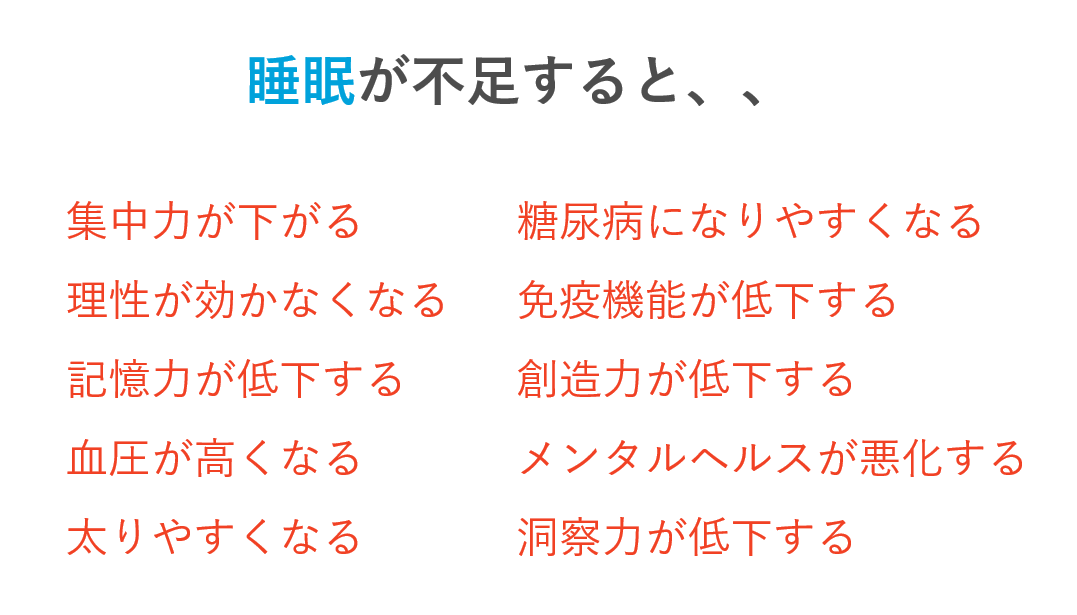 睡眠が不足すると、、
集中力が下がる
理性が効かなくなる
記憶力が低下する
血圧が高くなる
太りやすくなる
糖尿病になりやすくなる
免疫機能が低下する
創造力が低下する
メンタルヘルスが悪化する
洞察力が低下する